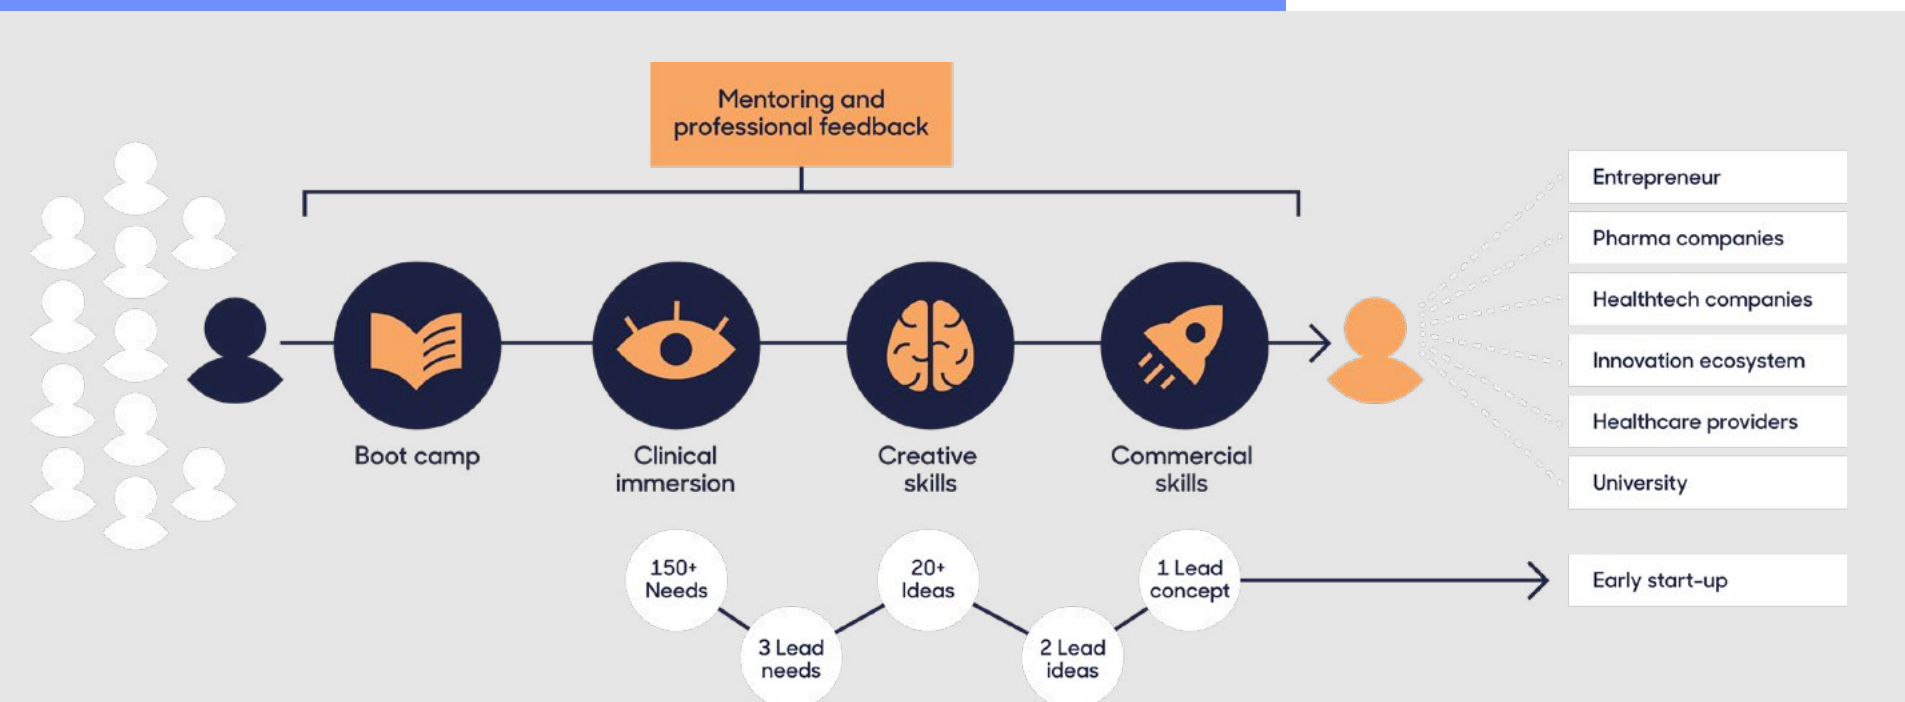 Mentoring and
professional feedback
Boot camp
Clinical
immersion
Creative
skills
Commercial
skills
150+
Needs
3 Lead
needs
20+
Ideas
2 Lead
ideas
1 Lead
concept
Entrepreneur
Pharma companies
Healthtech companies
Innovation ecosystem
Healthcare providers
University
Early start-up